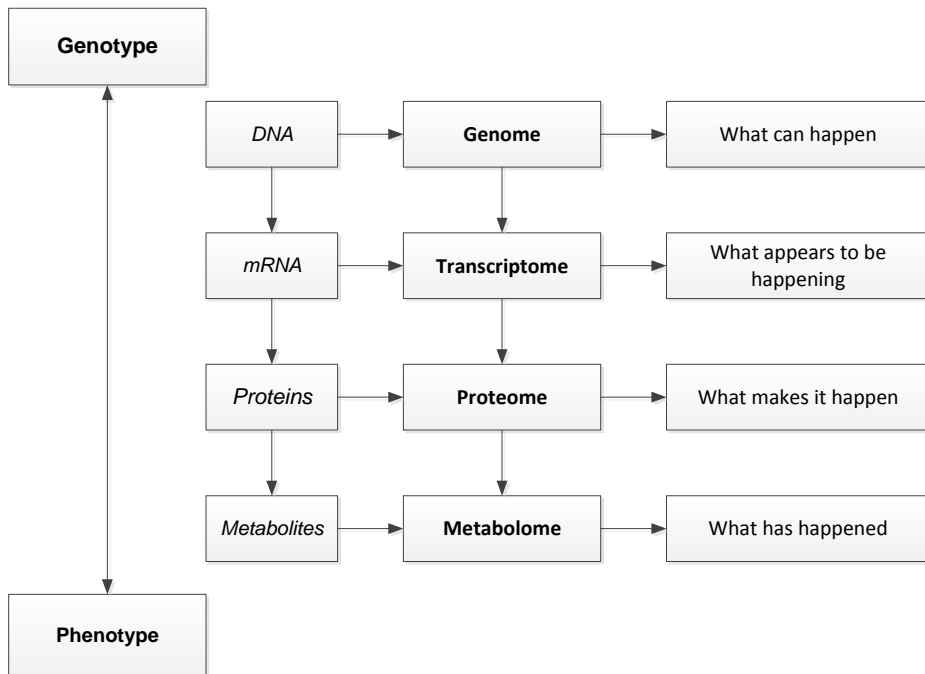 Genotype
DNA
Genome
What can happen
mRNA
Transcriptome
What appears to be
happening
Proteins
Proteome
What makes it happen
Metabolites
Metabolome
What has happened
Phenotype